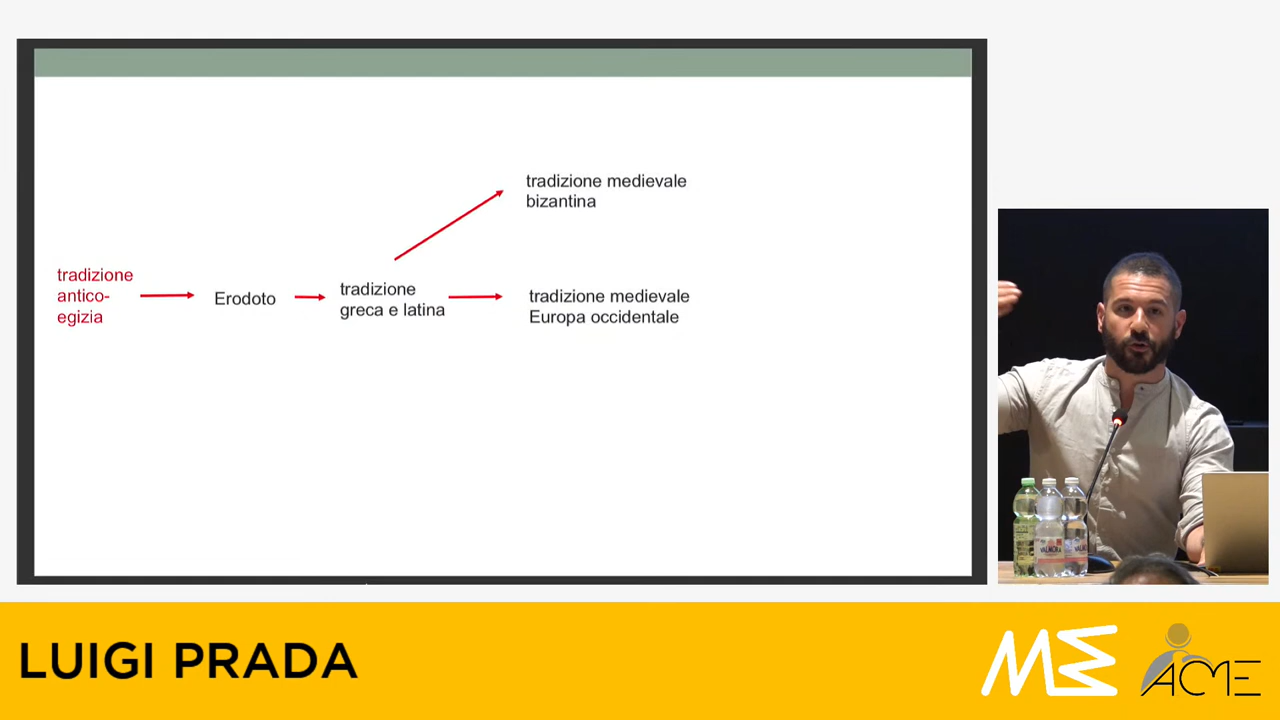 tradizione medievale
bizantina
tradizione
antico-
egizia
Erodoto
tradizione
greca e latina
tradizione medievale
Europa occidentale
VALMORA
LUIGI PRADA
ME
ACME